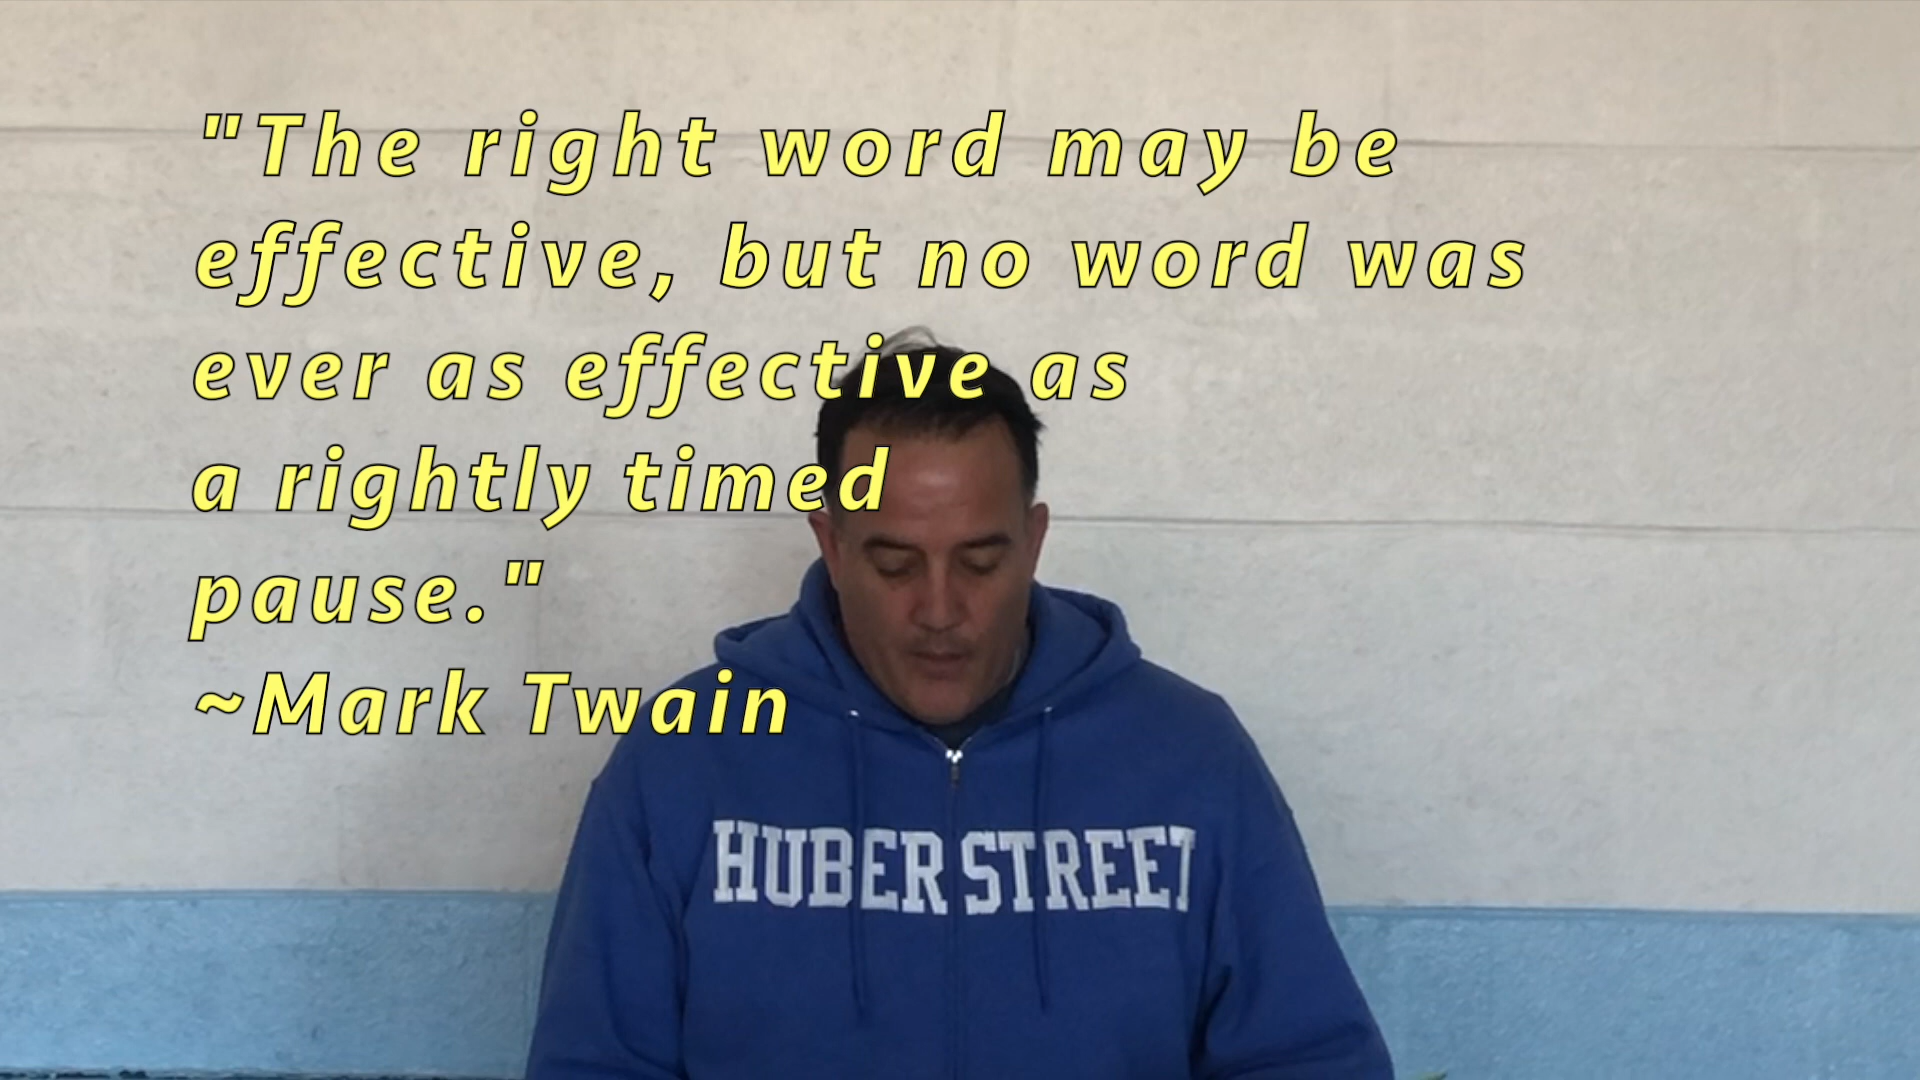 "The right word may be
effective, but no word was
ever as effective as
a rightly timed
pause."
~Mark Twain
HUBER STREET